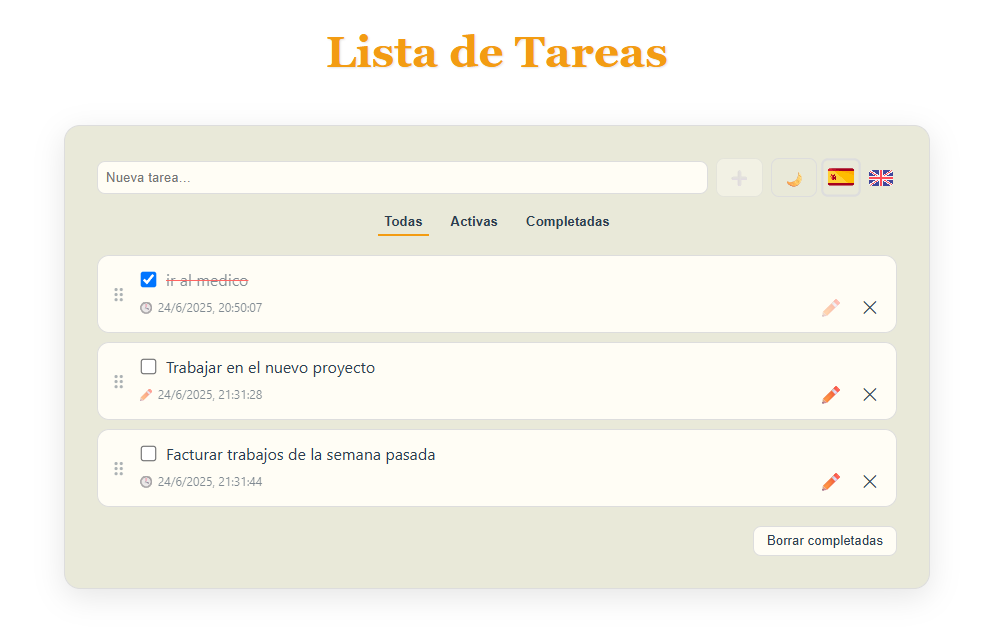 Lista de Tareas
Nueva tarea...
Todas Activas Completadas
ir al medico
24/6/2025, 20:50:07
Trabajar en el nuevo proyecto
24/6/2025, 21:31:28
Facturar trabajos de la semana pasada
24/6/2025, 21:31:44
Borrar completadas